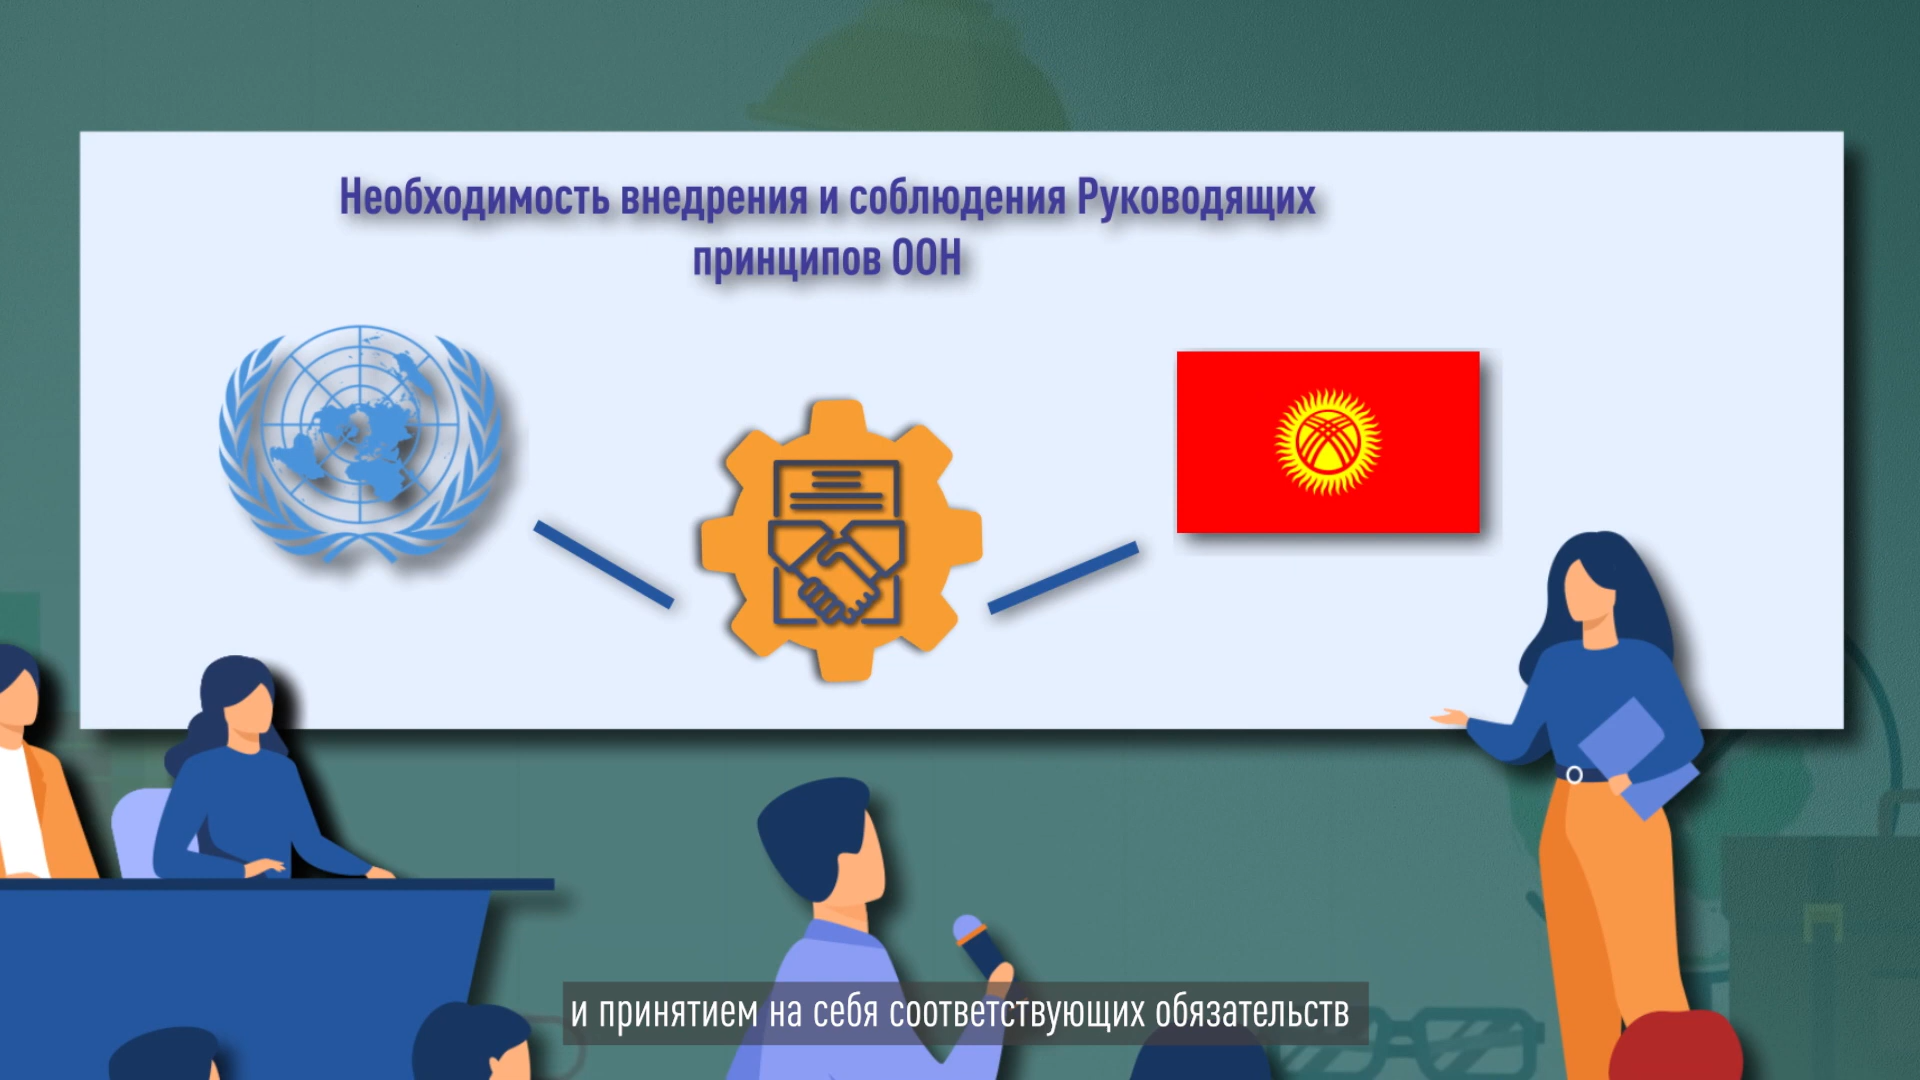 Необходимость внедрения и соблюдения Руководящих
принципов ООН
и принятием на себя соответствующих обязательств